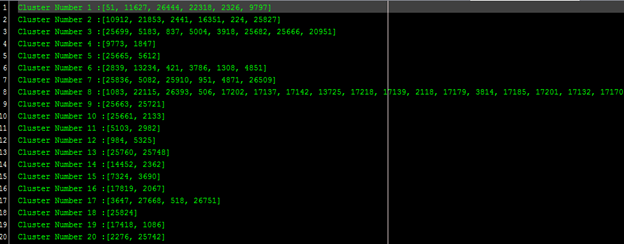 1 Cluster Number 1 :[51, 11627, 26444, 22318, 2326, 9797]
2 Cluster Number 2 :[10912, 21853, 2441, 16351, 224, 25827]
3 Cluster Number 3 :[25699, 5183, 837, 5004, 3918, 25682, 25666, 20951]
4 Cluster Number 4 :[9773, 1847]
5 Cluster Number 5 :[25665, 5612]
6 Cluster Number 6 :[2839, 13234, 421, 3786, 1308, 4851]
7 Cluster Number 7 :[25836, 5082, 25910, 951, 4871, 26509]
8 Cluster Number 8 :[1083, 22115, 26393, 506, 17202, 17137, 17142, 13725, 17218, 17139, 2118, 17179, 3814, 17185, 17201, 17132, 17170
9 Cluster Number 9 :[25663, 25721]
10 Cluster Number 10 :[25661, 2133]
11 Cluster Number 11 :[5103, 2982]
12 Cluster Number 12 :[984, 5325]
13 Cluster Number 13 :[25760, 25748]
14 Cluster Number 14 :[14452, 2362]
15 Cluster Number 15 :[7324, 3690]
16 Cluster Number 16 :[17819, 2067]
17 Cluster Number 17 :[3647, 27668, 518, 26751]
18 Cluster Number 18 :[25824]
19 Cluster Number 19 :[17418, 1086]
20 Cluster Number 20 :[2276, 25742]